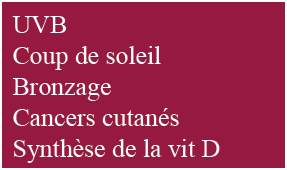 UVB
Coup de soleil
Bronzage
Cancers cutanés
Synthèse de la vit D